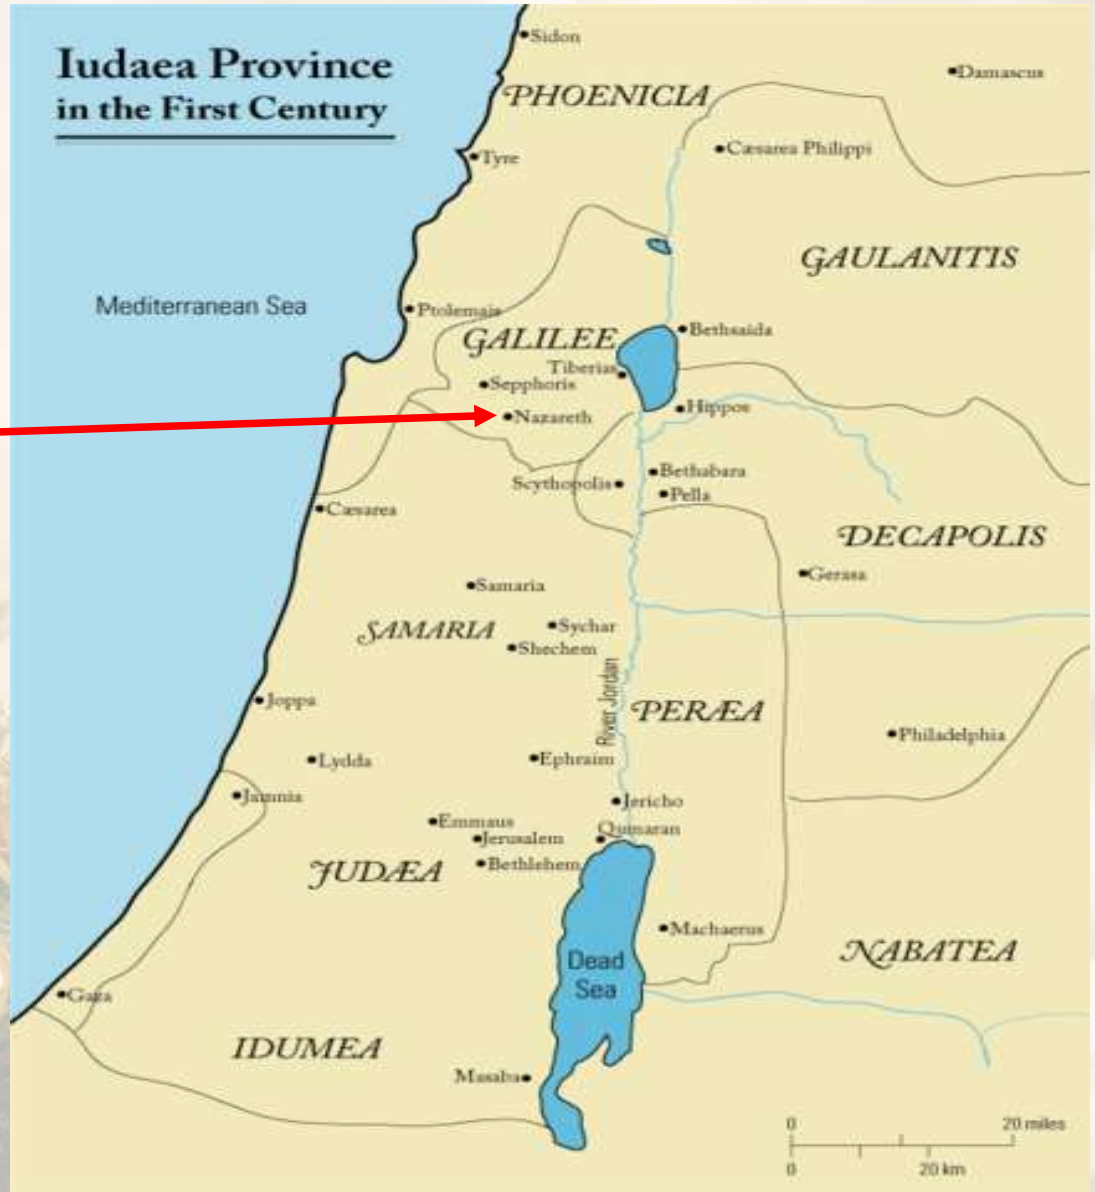 Iudaea Province
in the First Century
Sidon
Damascus
PHOENICIA
Cæsarea Philippi
Tyre
GAULANITIS
Mediterranean Sea
Ptolemais
Bethsaida
GALILEE
Tiberias
Sepphoris
Hippos
Nazareth
Bethabara
Scythopolis
Pella
Cæsarea
DECAPOLIS
Gerasa
Samaria
Sychar
SAMARIA
Shechem
River Jordan
Joppa
PERÆA
Philadelphia
Lydda
Ephraim
Jamnia
Jericho
Emmaus
Qumaran
Jerusalem
Bethlehem
JUDÆA
Machaerus
NABATEA
Dead
Sea
Gaza
IDUMEA
Masaba
0 20 miles
0 20 km